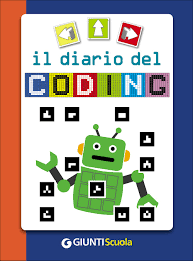 il diario del
CODING
GIUNTI Scuola